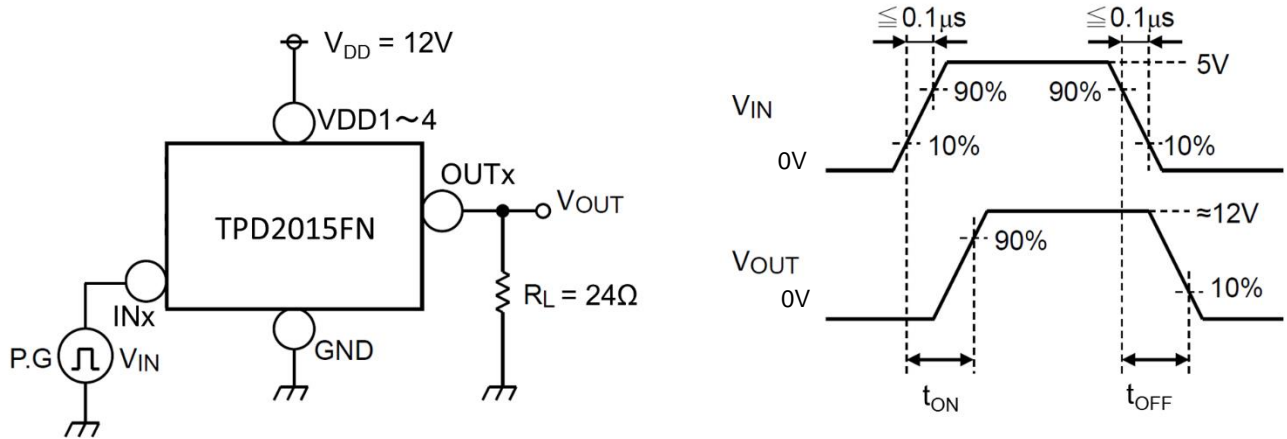 V_DD = 12V
VDD1～4
OUTx
V_OUT
TPD2015FN
R_L = 24Ω
INx
GND
P.G
V_IN
≦0.1μs
≦0.1μs
5V
90%
90%
V_IN
10%
10%
0V
≈12V
90%
V_OUT
0V
10%
t_ON
t_OFF